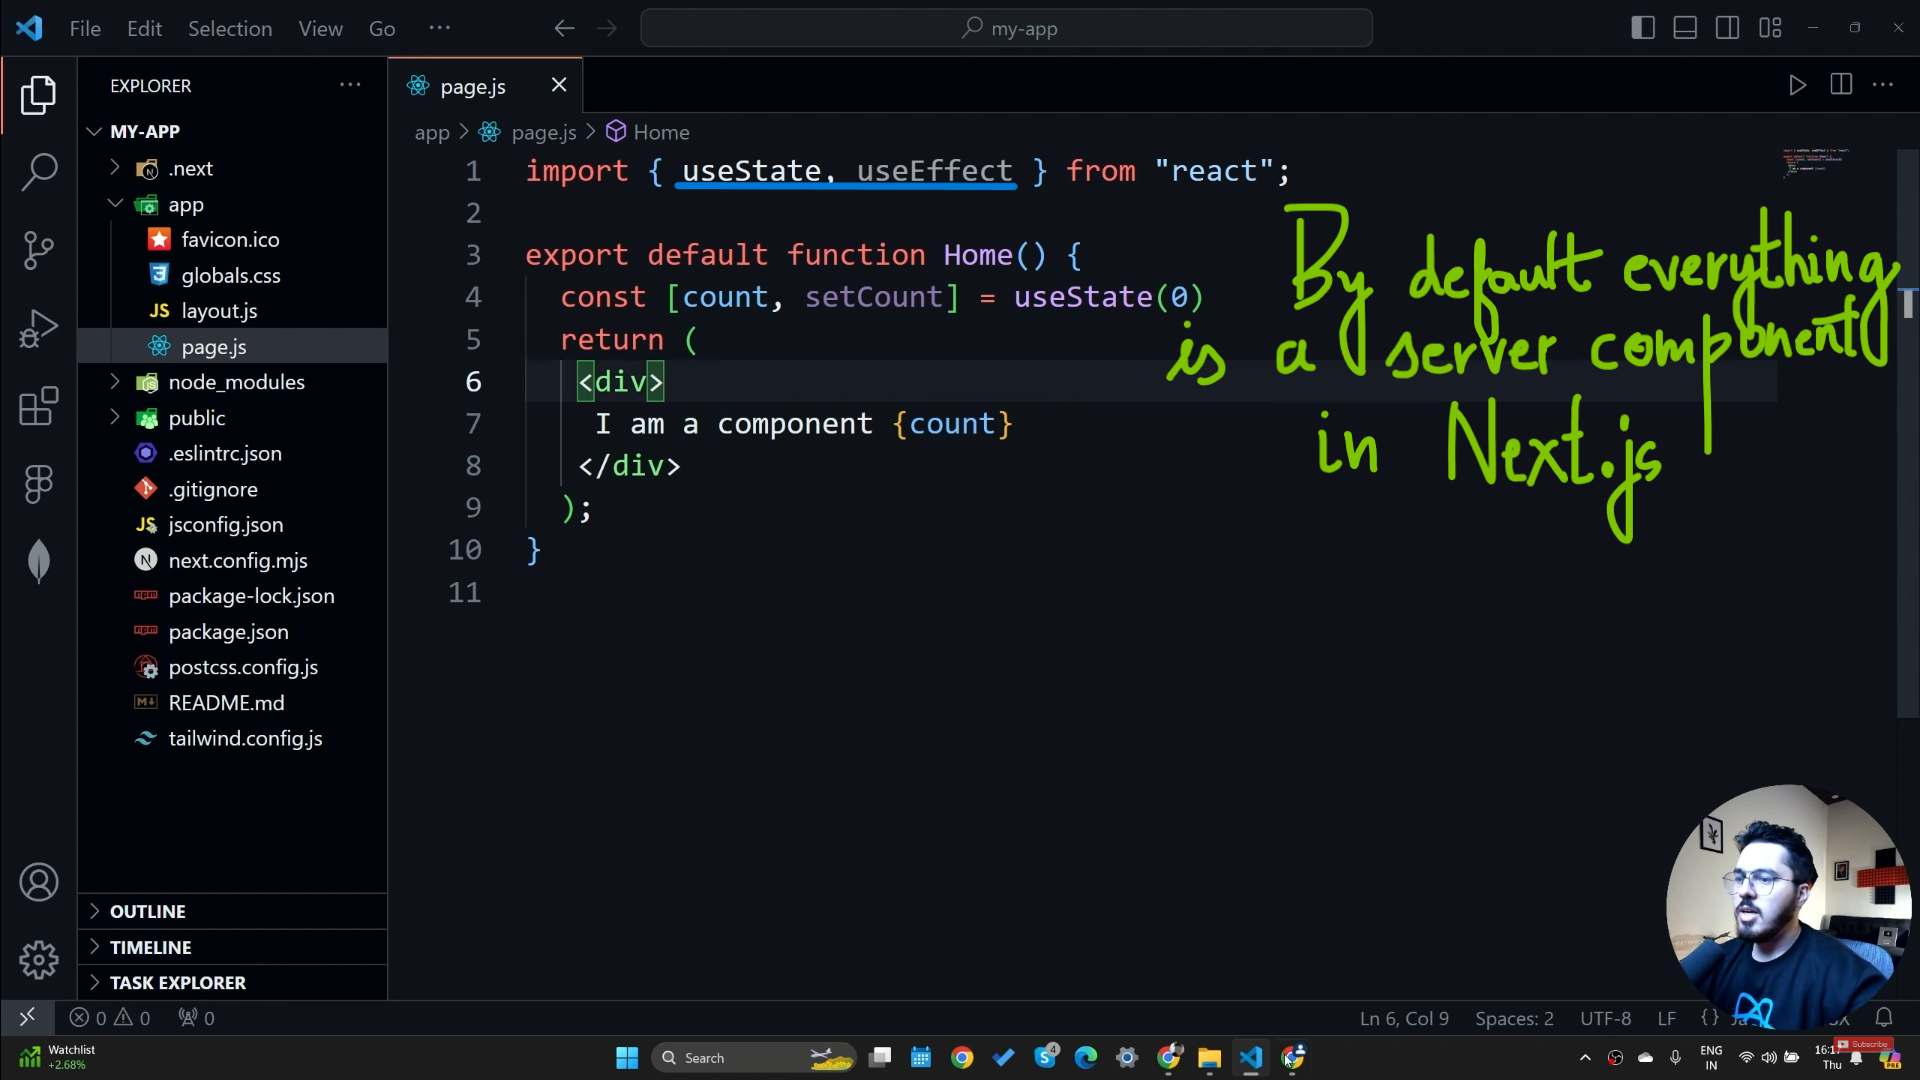 File Edit Selection View Go ··· my-app
EXPLORER ···
page.js
MY-APP
app > page.js > Home
.next
app
favicon.ico
globals.css
JS layout.js
page.js
node_modules
public
.eslintrc.json
.gitignore
JS jsconfig.json
N next.config.mjs
package-lock.json
package.json
postcss.config.js
README.md
tailwind.config.js
OUTLINE
TIMELINE
TASK EXPLORER
1 import { useState, useEffect } from "react";
2
3 export default function Home() {
4 const [count, setCount] = useState(0)
5 return (
6 <div>
7 I am a component {count}
8 </div>
9 );
10 }
11
By default everything
is a server component
in Next.js
0 0 0
Ln 6, Col 9 Spaces: 2 UTF-8 LF {}
Watchlist
+2.68%
Search
4
ENG
IN
Thu
Subscribe
PRE